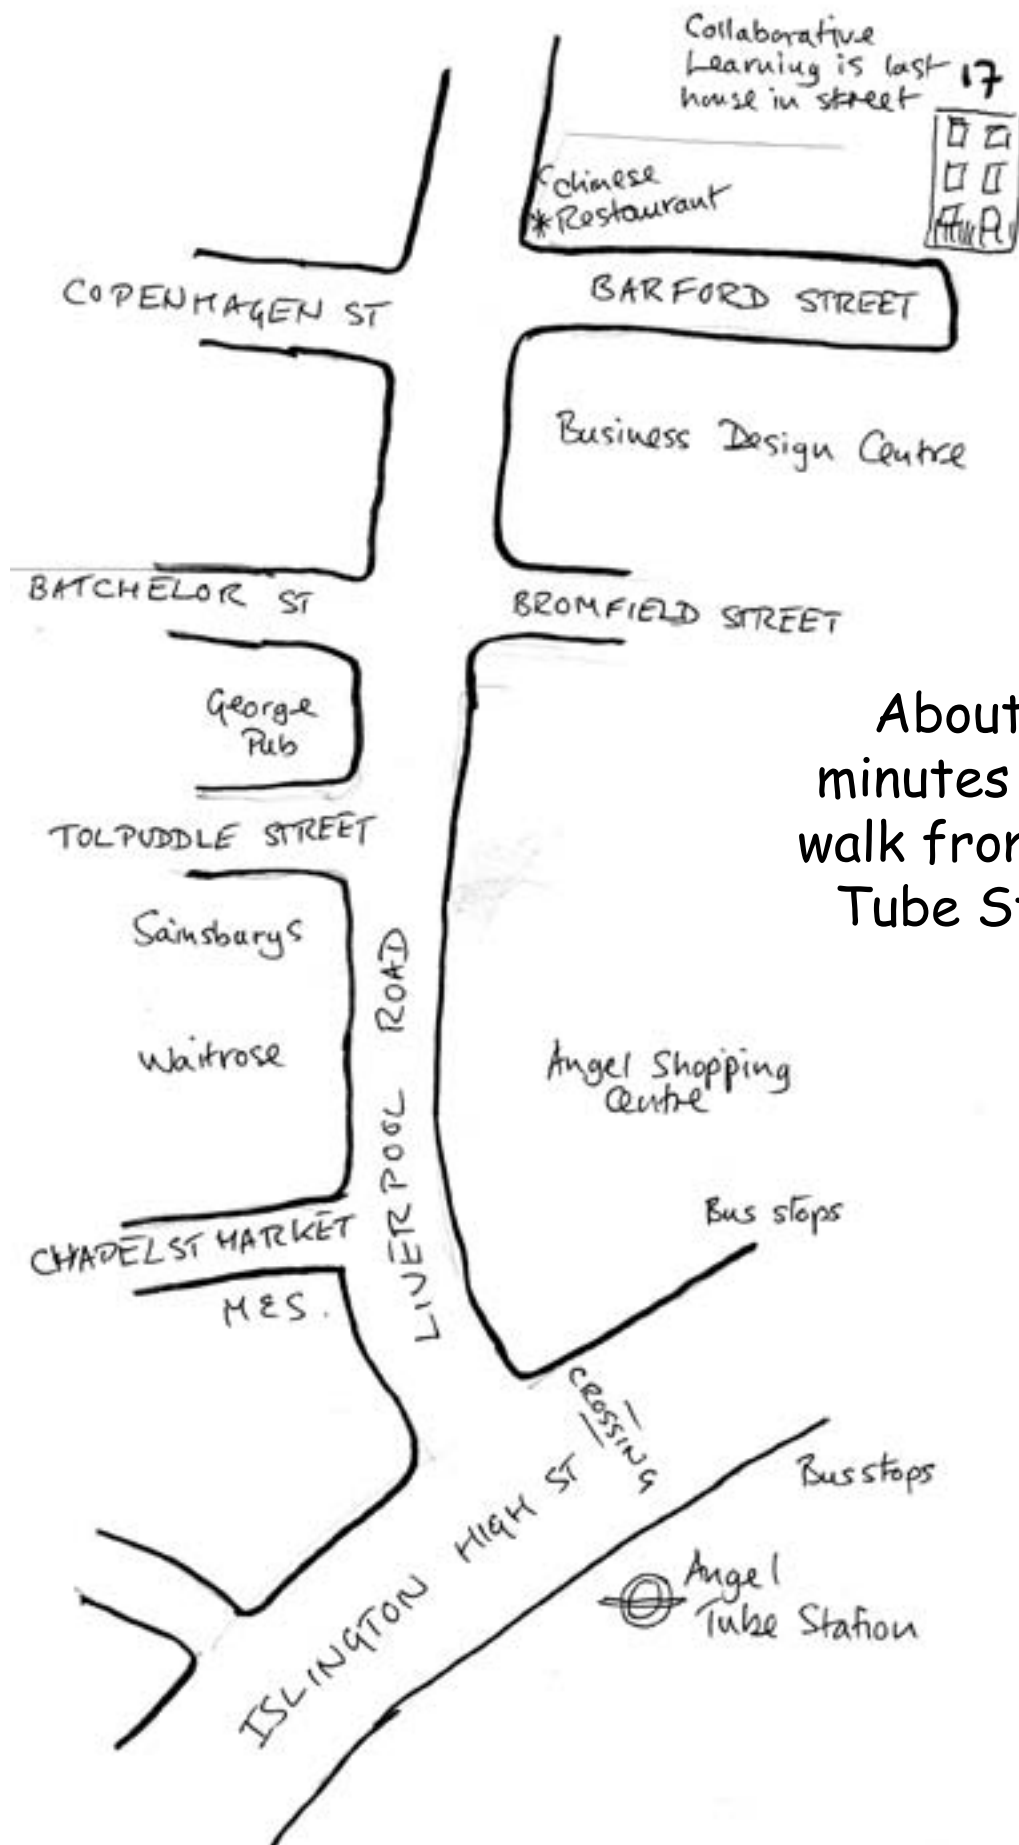 Collaborative
Learning is last
house in street
17
Chinese
*Restaurant
COPENHAGEN ST
BARFORD STREET
Business Design Centre
BATCHELOR ST
BROMFIELD STREET
George
Pub
About
minutes
walk from
Tube St
TOLPUDDLE STREET
Sainsburys
Waitrose
LIVERPOOL ROAD
Angel Shopping
Centre
Bus stops
CHAPEL ST MARKET
M&S.
CROSSING
Bus stops
ISLINGTON HIGH ST
Angel
Tube Station